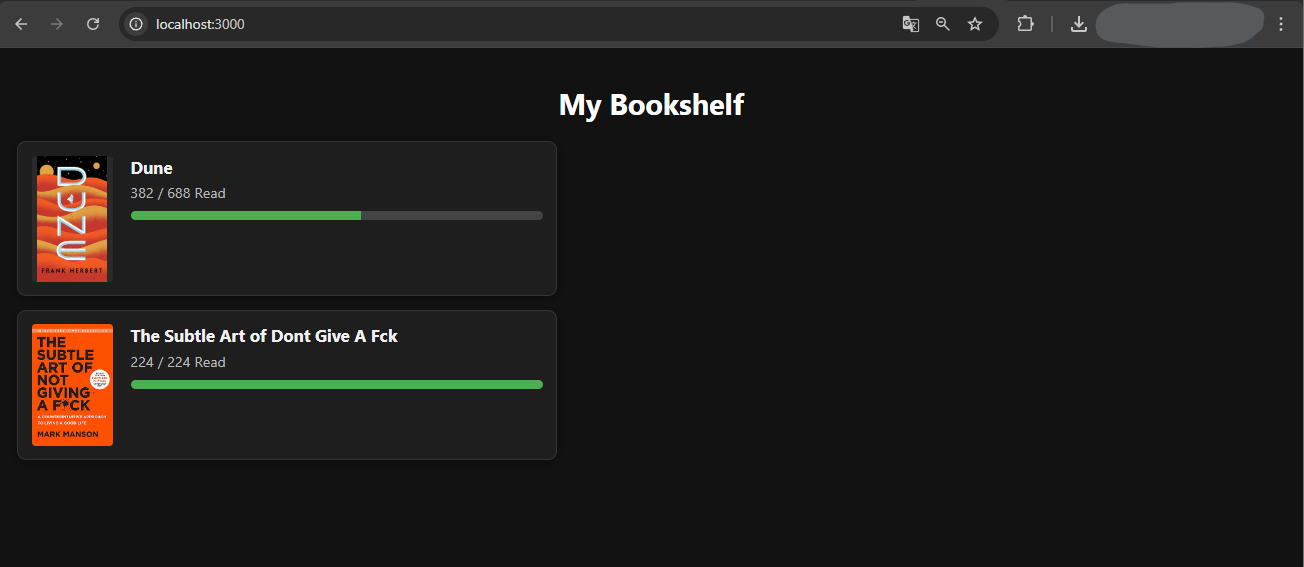 localhost:3000
My Bookshelf
DUNE
FRANK HERBERT
Dune
382 / 688 Read
THE
SUBTLE
ART OF
NOT
GIVING
A F*CK
A COUNTERINTUITIVE APPROACH
TO LIVING A GOOD LIFE
MARK MANSON
The Subtle Art of Dont Give A Fck
224 / 224 Read